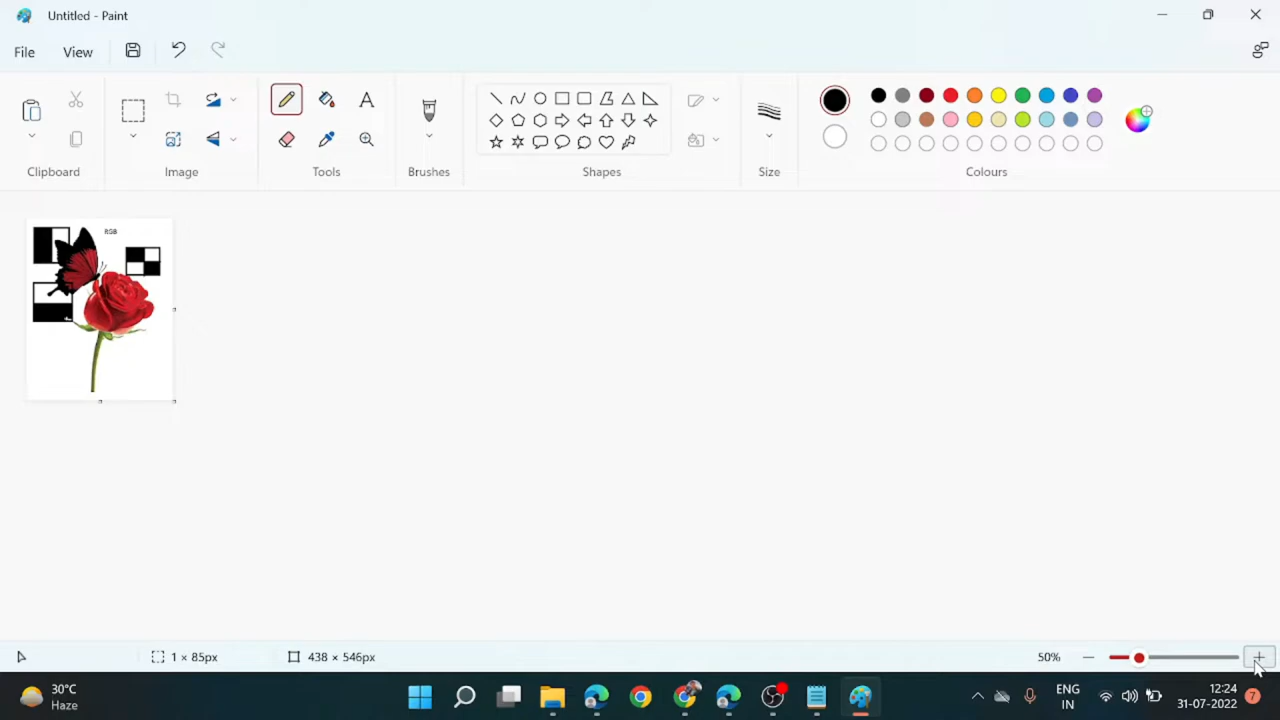 Untitled - Paint
File View
Clipboard Image Tools Brushes Shapes Size Colours
RGB
1 × 85px 438 × 546px 50%
30°C
Haze
ENG
IN
12:24
31-07-2022
7